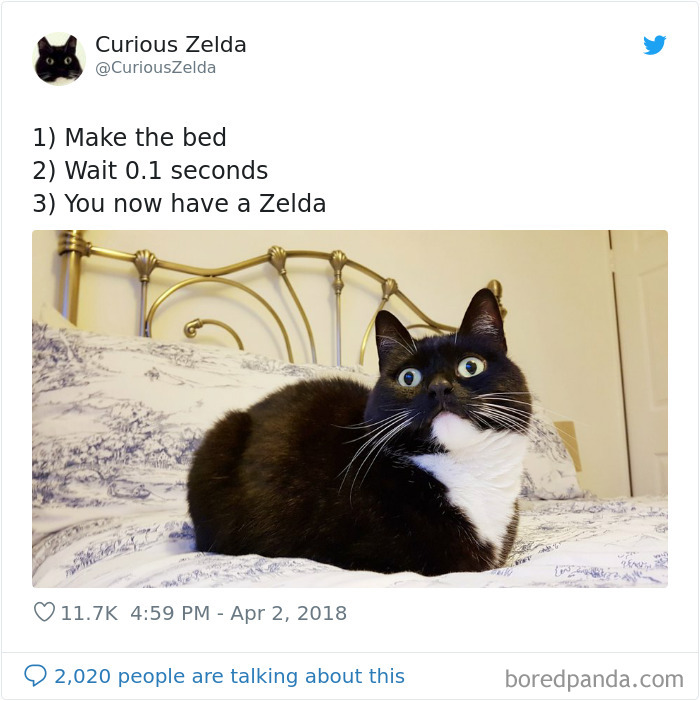 Curious Zelda
@CuriousZelda
1) Make the bed
2) Wait 0.1 seconds
3) You now have a Zelda
11.7K 4:59 PM - Apr 2, 2018
2,020 people are talking about this
boredpanda.com